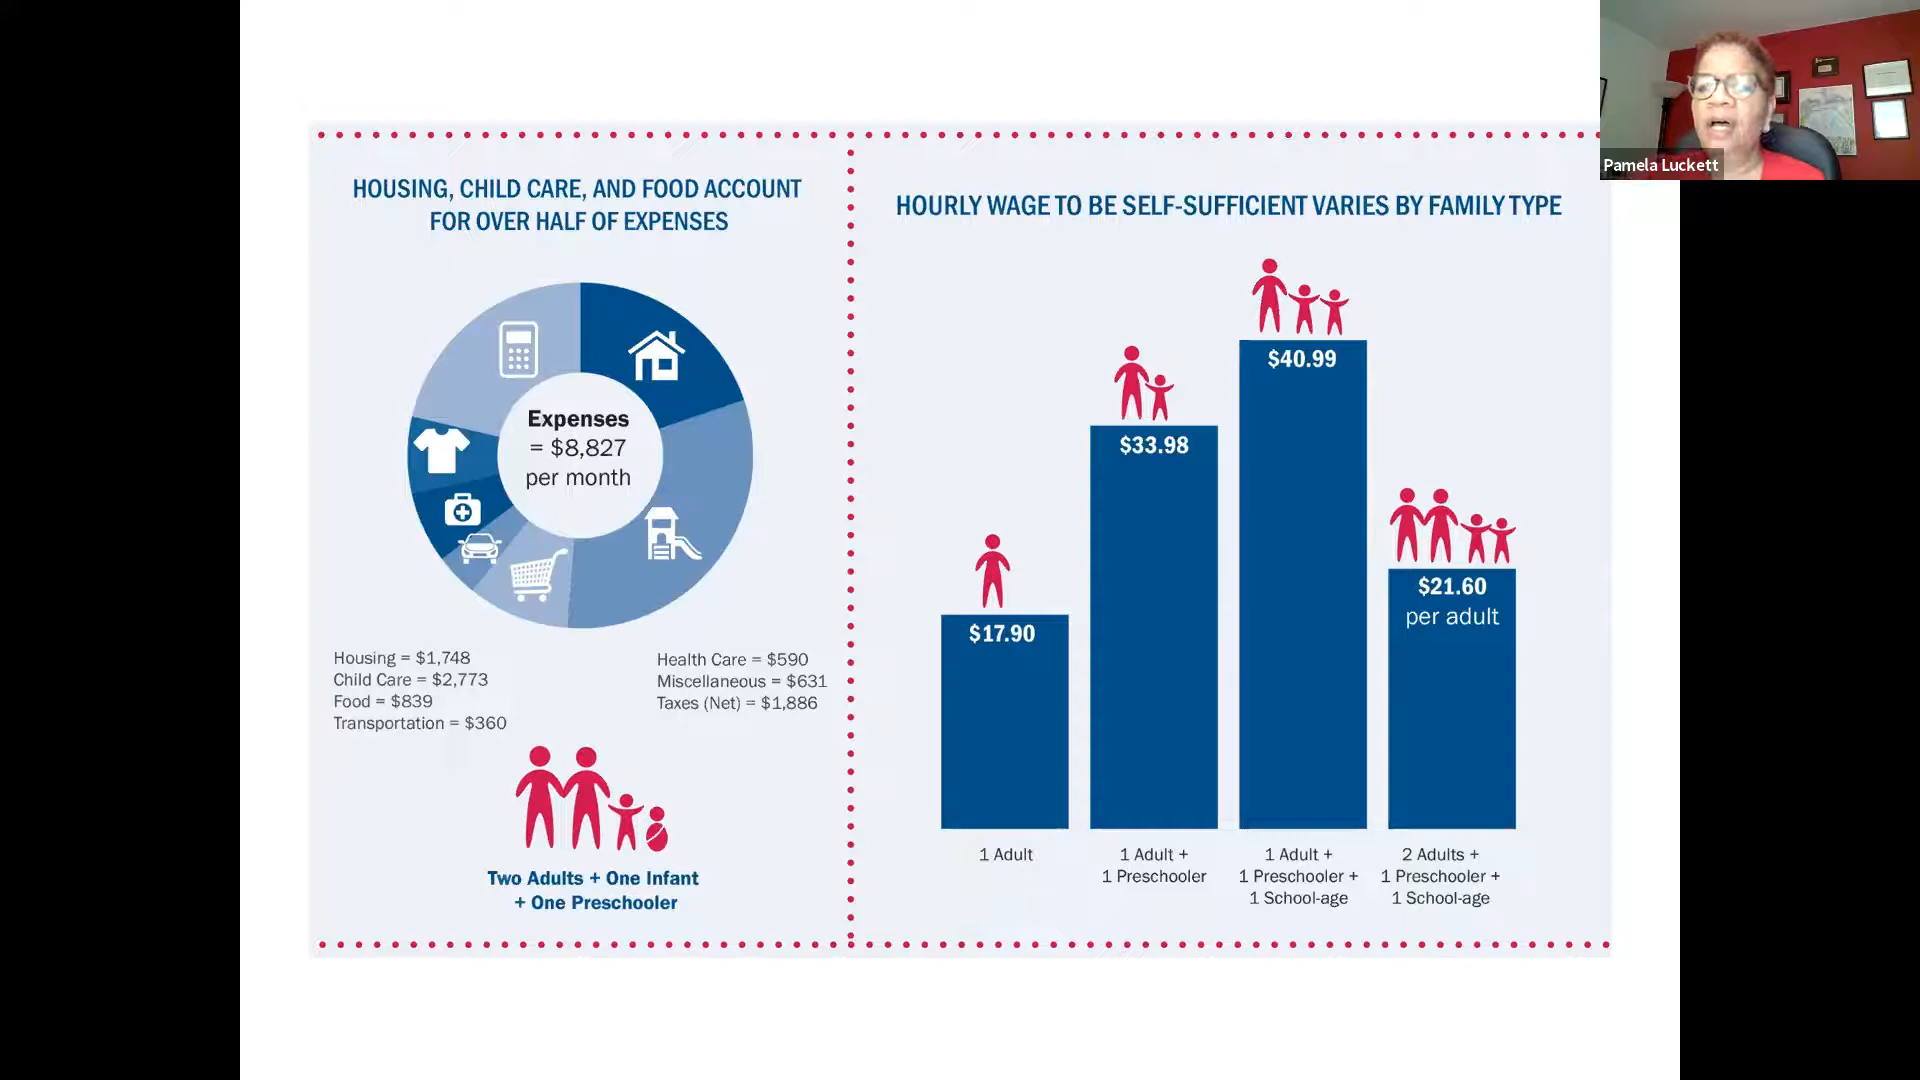 Pamela Luckett
HOUSING, CHILD CARE, AND FOOD ACCOUNT
FOR OVER HALF OF EXPENSES
Expenses
= $8,827
per month
Housing = $1,748
Child Care = $2,773
Food = $839
Transportation = $360
Health Care = $590
Miscellaneous = $631
Taxes (Net) = $1,886
Two Adults + One Infant
+ One Preschooler
HOURLY WAGE TO BE SELF-SUFFICIENT VARIES BY FAMILY TYPE
$17.90
$33.98
$40.99
$21.60
per adult
1 Adult
1 Adult +
1 Preschooler
1 Adult +
1 Preschooler +
1 School-age
2 Adults +
1 Preschooler +
1 School-age